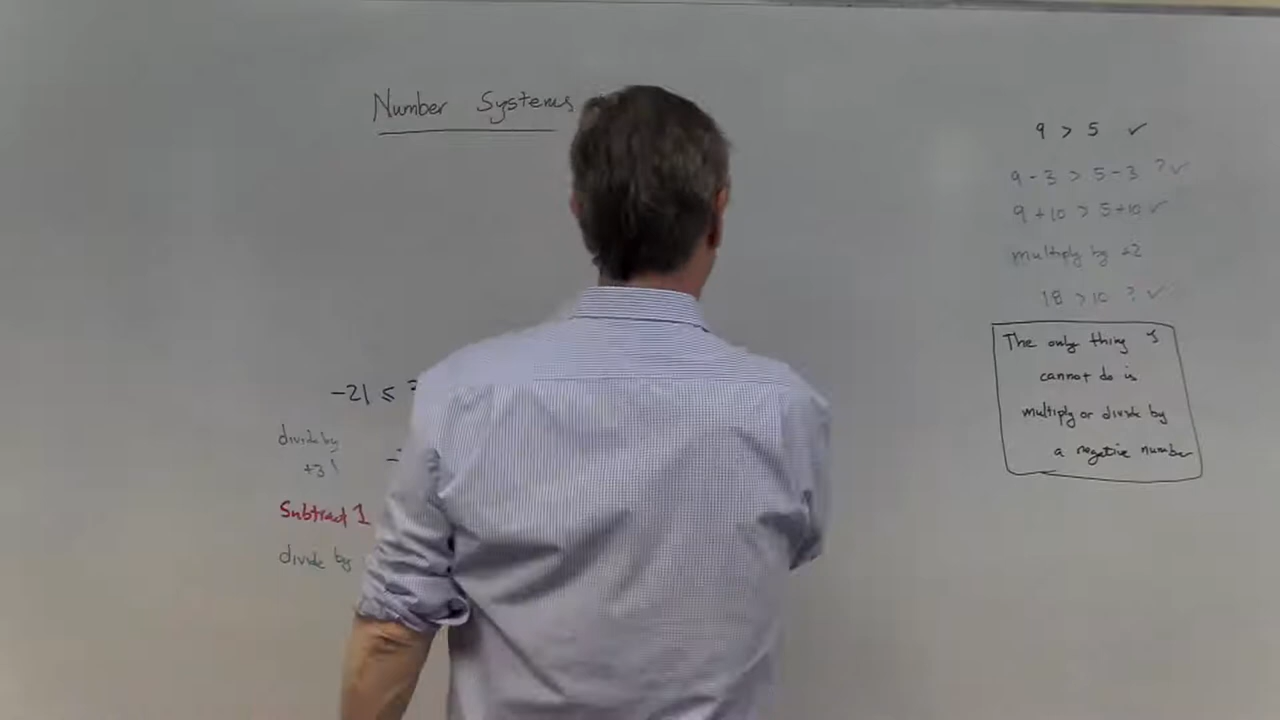 Number Systems
9 > 5 ✓
9 - 3 > 5 - 3 ? ✓
9 + 10 > 5 + 10 ✓
multiply by +2
18 > 10 ? ✓
The only thing
cannot do is
multiply or divide by
a negative number
-21 ≤
divide by
+3
Subtract 1
divide by